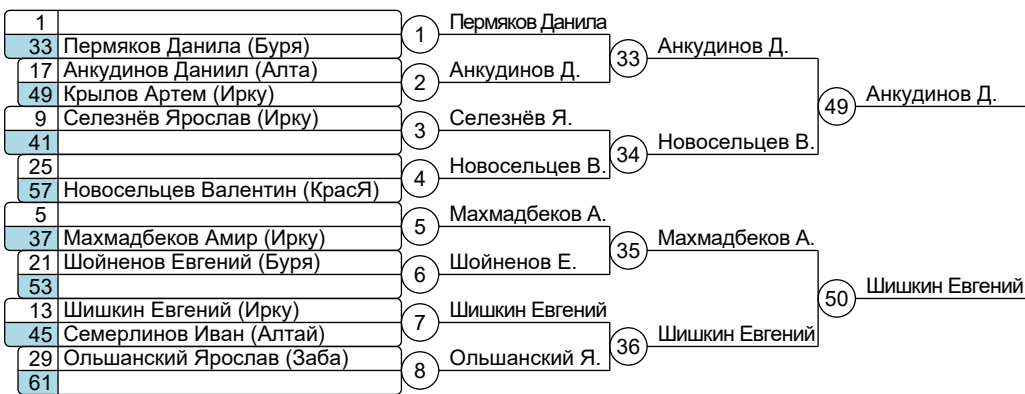 1
33 Пермяков Данила (Буря)
17 Анкудинов Даниил (Алта)
49 Крылов Артем (Ирку)
9 Селезнёв Ярослав (Ирку)
41
25
57 Новосельцев Валентин (КрасЯ)
5
37 Махмадбеков Амир (Ирку)
21 Шойненов Евгений (Буря)
53
13 Шишкин Евгений (Ирку)
45 Семерлинов Иван (Алтай)
29 Ольшанский Ярослав (Заба)
61
1 Пермяков Данила
2 Анкудинов Д.
3 Селезнёв Я.
4 Новосельцев В.
5 Махмадбеков А.
6 Шойненов Е.
7 Шишкин Евгений
8 Ольшанский Я.
33 Анкудинов Д.
34 Новосельцев В.
35 Махмадбеков А.
36 Шишкин Евгений
49 Анкудинов Д.
50 Шишкин Евгений